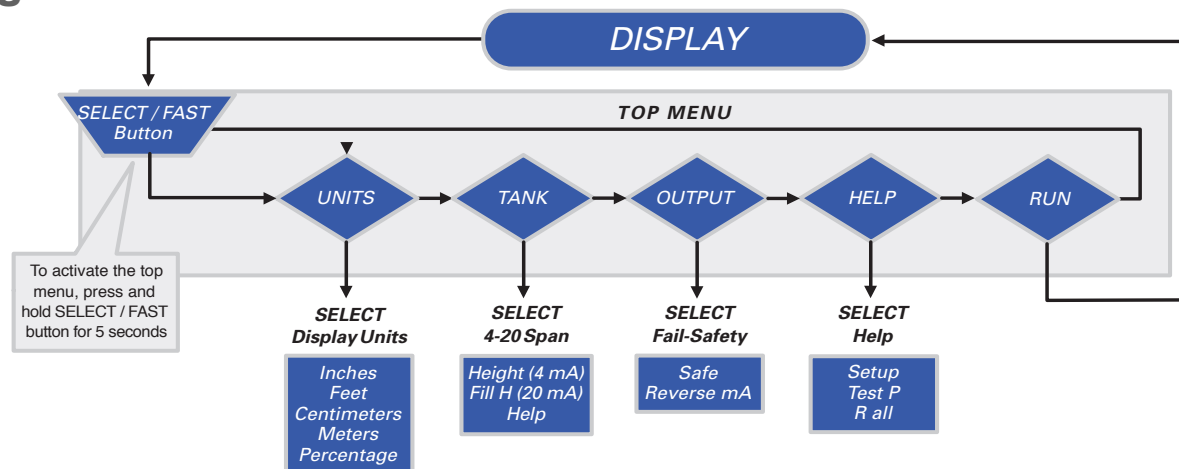 DISPLAY
SELECT / FAST
Button
TOP MENU
UNITS
TANK
OUTPUT
HELP
RUN
To activate the top
menu, press and
hold SELECT / FAST
button for 5 seconds
SELECT
Display Units
Inches
Feet
Centimeters
Meters
Percentage
SELECT
4-20 Span
Height (4 mA)
Fill H (20 mA)
Help
SELECT
Fail-Safety
Safe
Reverse mA
SELECT
Help
Setup
Test P
R all